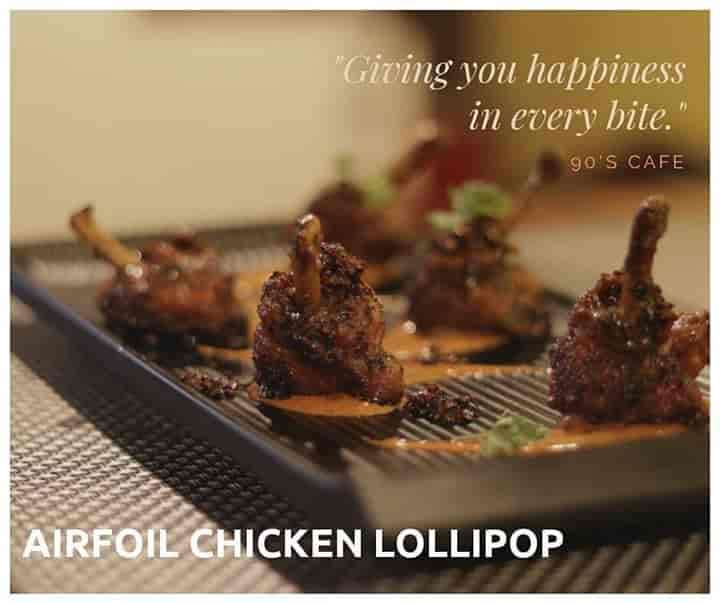 "Giving you happiness
in every bite."
90'S CAFE
AIRFOIL CHICKEN LOLLIPOP